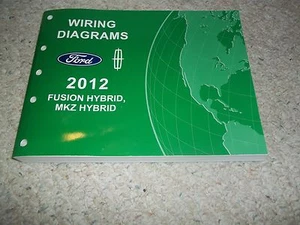 WIRING
DIAGRAMS
Ford
2012
FUSION HYBRID,
MKZ HYBRID